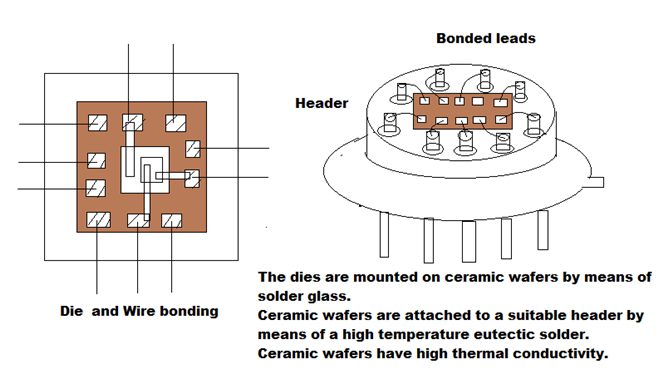 Bonded leads
Header
Die and Wire bonding
The dies are mounted on ceramic wafers by means of
solder glass.
Ceramic wafers are attached to a suitable header by
means of a high temperature eutectic solder.
Ceramic wafers have high thermal conductivity.